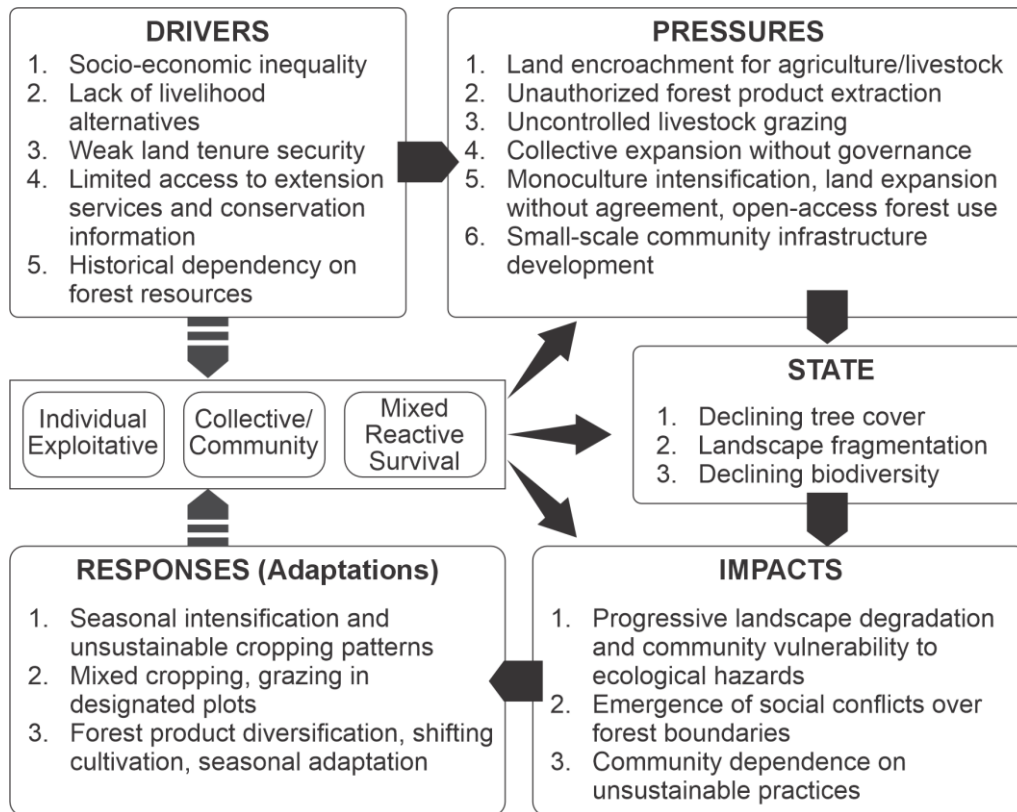 DRIVERS
1. Socio-economic inequality
2. Lack of livelihood
alternatives
3. Weak land tenure security
4. Limited access to extension
services and conservation
information
5. Historical dependency on
forest resources
PRESSURES
1. Land encroachment for agriculture/livestock
2. Unauthorized forest product extraction
3. Uncontrolled livestock grazing
4. Collective expansion without governance
5. Monoculture intensification, land expansion
without agreement, open-access forest use
6. Small-scale community infrastructure
development
Individual
Exploitative
Collective/
Community
Mixed
Reactive
Survival
STATE
1. Declining tree cover
2. Landscape fragmentation
3. Declining biodiversity
RESPONSES (Adaptations)
1. Seasonal intensification and
unsustainable cropping patterns
2. Mixed cropping, grazing in
designated plots
3. Forest product diversification, shifting
cultivation, seasonal adaptation
IMPACTS
1. Progressive landscape degradation
and community vulnerability to
ecological hazards
2. Emergence of social conflicts over
forest boundaries
3. Community dependence on
unsustainable practices